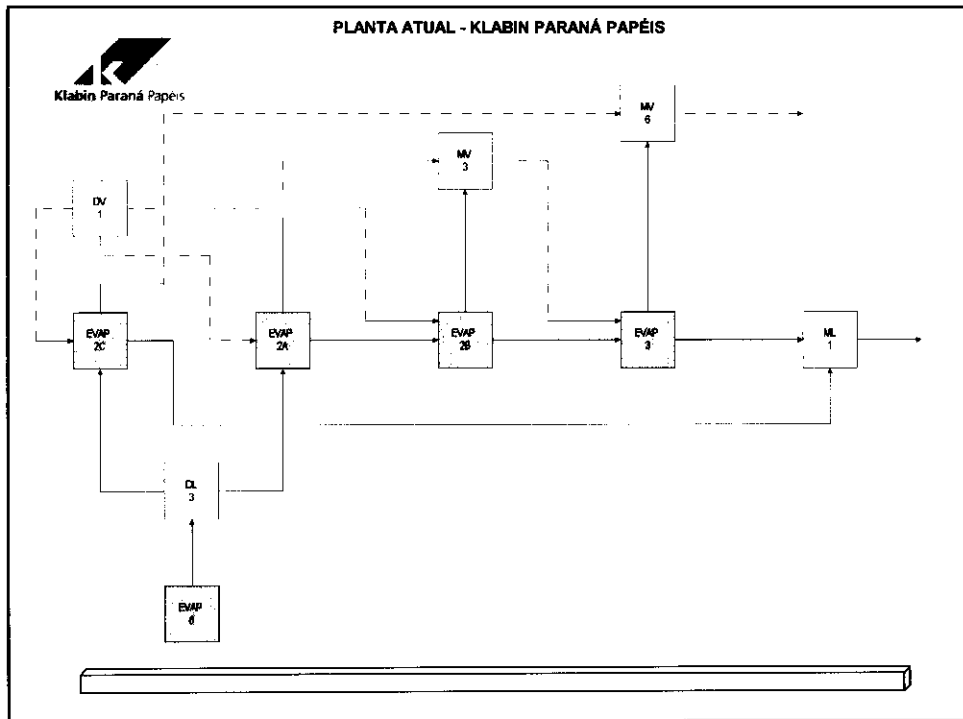 PLANTA ATUAL - KLABIN PARANÁ PAPÉIS
Klabin Paraná Papéis
MV
6
MV
3
DV
1
EVAP
2C
EVAP
2A
EVAP
2B
EVAP
3
ML
1
DL
3
EVAP